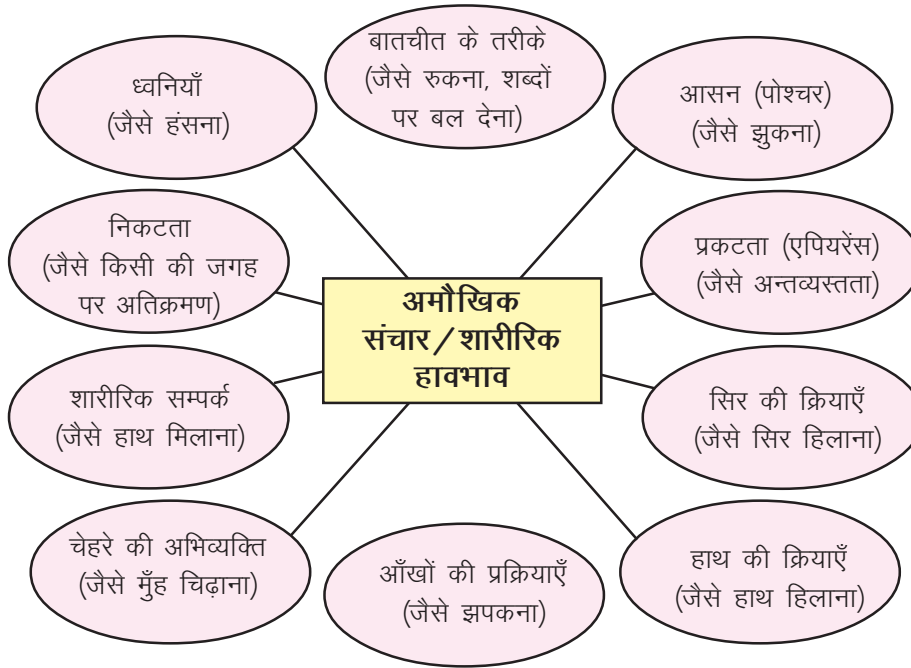 बातचीत के तरीके
(जैसे रुकना, शब्दों
पर बल देना)
ध्वनियाँ
(जैसे हंसना)
आसन (पोश्चर)
(जैसे झुकना)
निकटता
(जैसे किसी की जगह
पर अतिक्रमण)
प्रकटता (एपियरेंस)
(जैसे अन्तव्यस्तता)
अमौखिक
संचार/शारीरिक
हावभाव
शारीरिक सम्पर्क
(जैसे हाथ मिलाना)
सिर की क्रियाएँ
(जैसे सिर हिलाना)
चेहरे की अभिव्यक्ति
(जैसे मुँह चिढ़ाना)
आँखों की प्रक्रियाएँ
(जैसे झपकना)
हाथ की क्रियाएँ
(जैसे हाथ हिलाना)